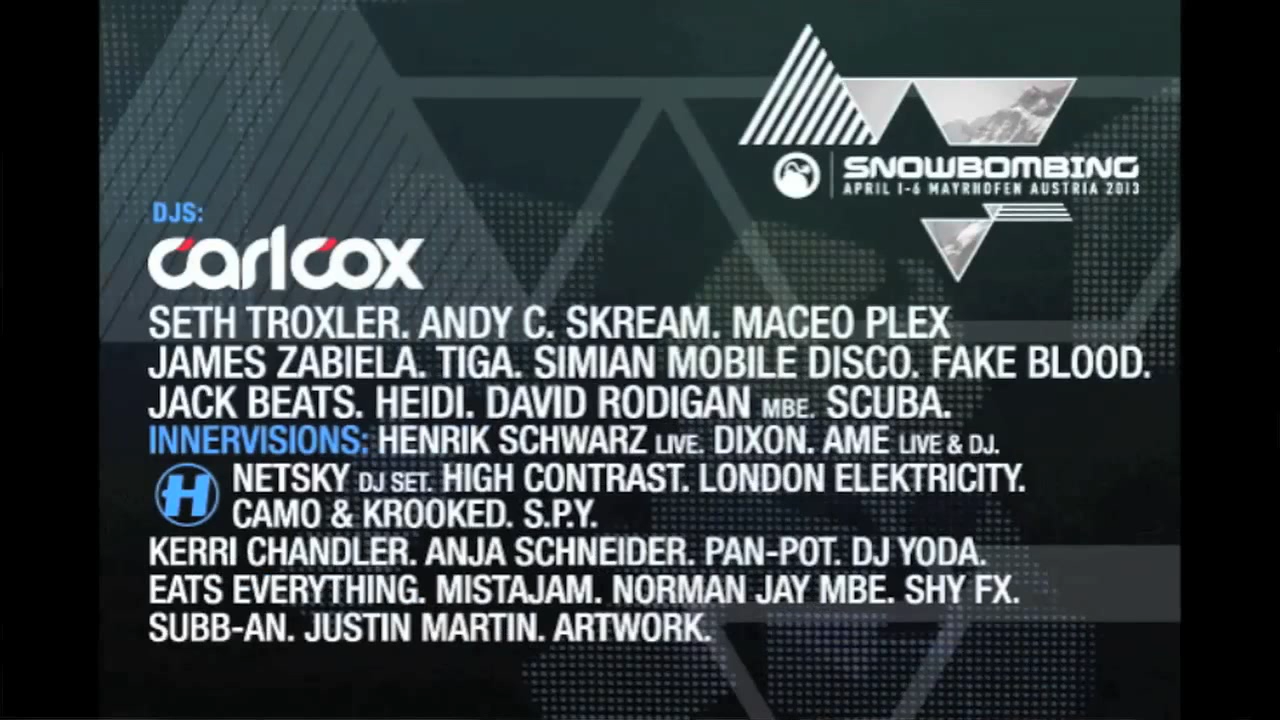 SNOWBOMBING
APRIL 1-6 MAYRHOFEN AUSTRIA 2013
DJS:
carl cox
SETH TROXLER. ANDY C. SKREAM. MACEO PLEX
JAMES ZABIELA. TIGA. SIMIAN MOBILE DISCO. FAKE BLOOD.
JACK BEATS. HEIDI. DAVID RODIGAN MBE. SCUBA.
INNERVISIONS: HENRIK SCHWARZ LIVE. DIXON. AME LIVE & DJ.
H NETSKY DJ SET. HIGH CONTRAST. LONDON ELEKTRICITY.
CAMO & KROOKED. S.P.Y.
KERRI CHANDLER. ANJA SCHNEIDER. PAN-POT. DJ YODA.
EATS EVERYTHING. MISTAJAM. NORMAN JAY MBE. SHY FX.
SUBB-AN. JUSTIN MARTIN. ARTWORK.